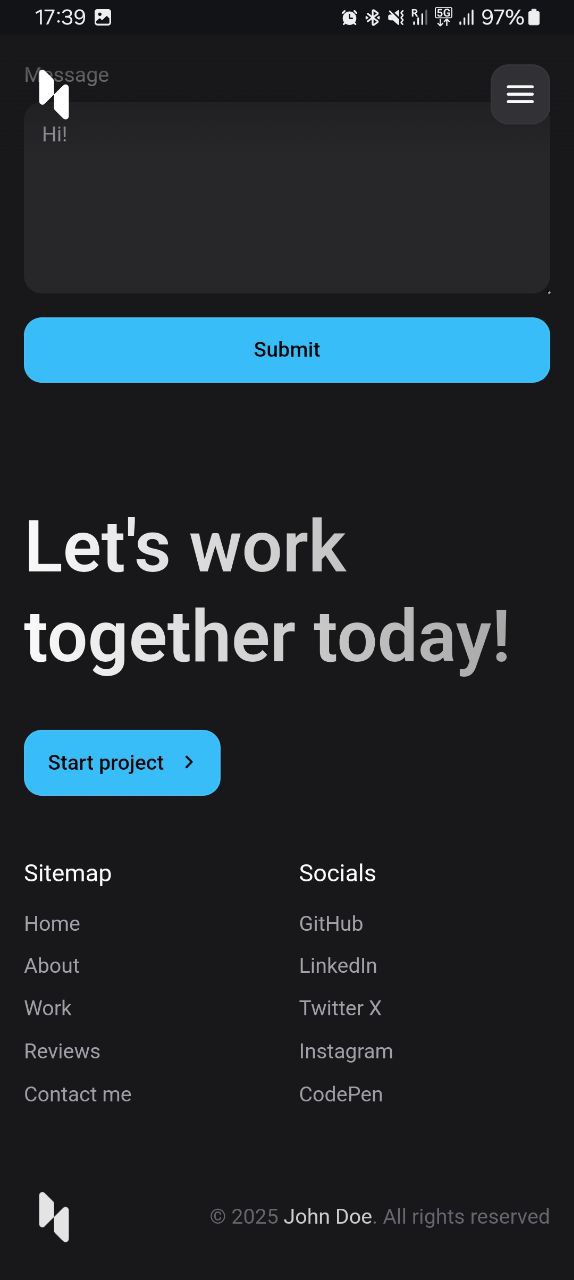 17:39 R 5G 97%
Message
Hi!
Submit
Let's work
together today!
Start project
Sitemap
Home
About
Work
Reviews
Contact me
Socials
GitHub
LinkedIn
Twitter X
Instagram
CodePen
© 2025 John Doe. All rights reserved